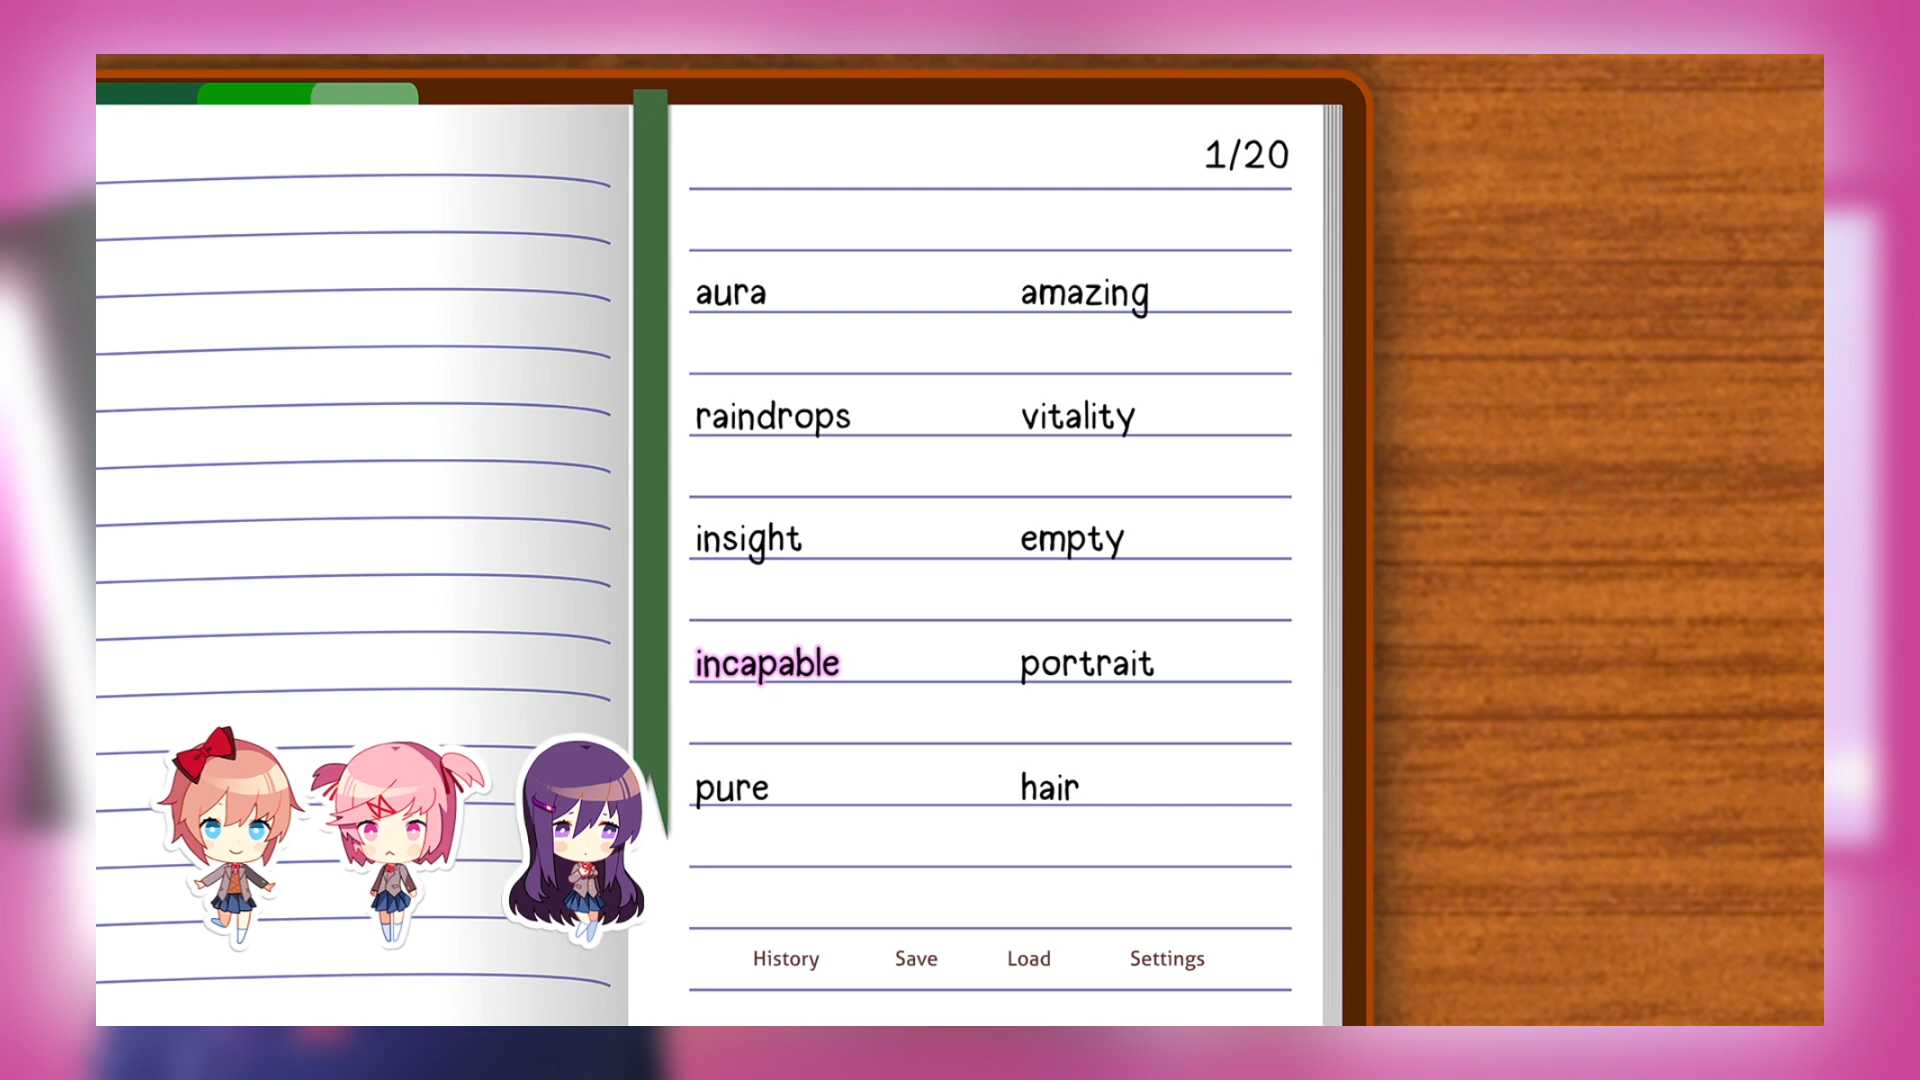 1/20
aura amazing
raindrops vitality
insight empty
incapable portrait
pure hair
History Save Load Settings